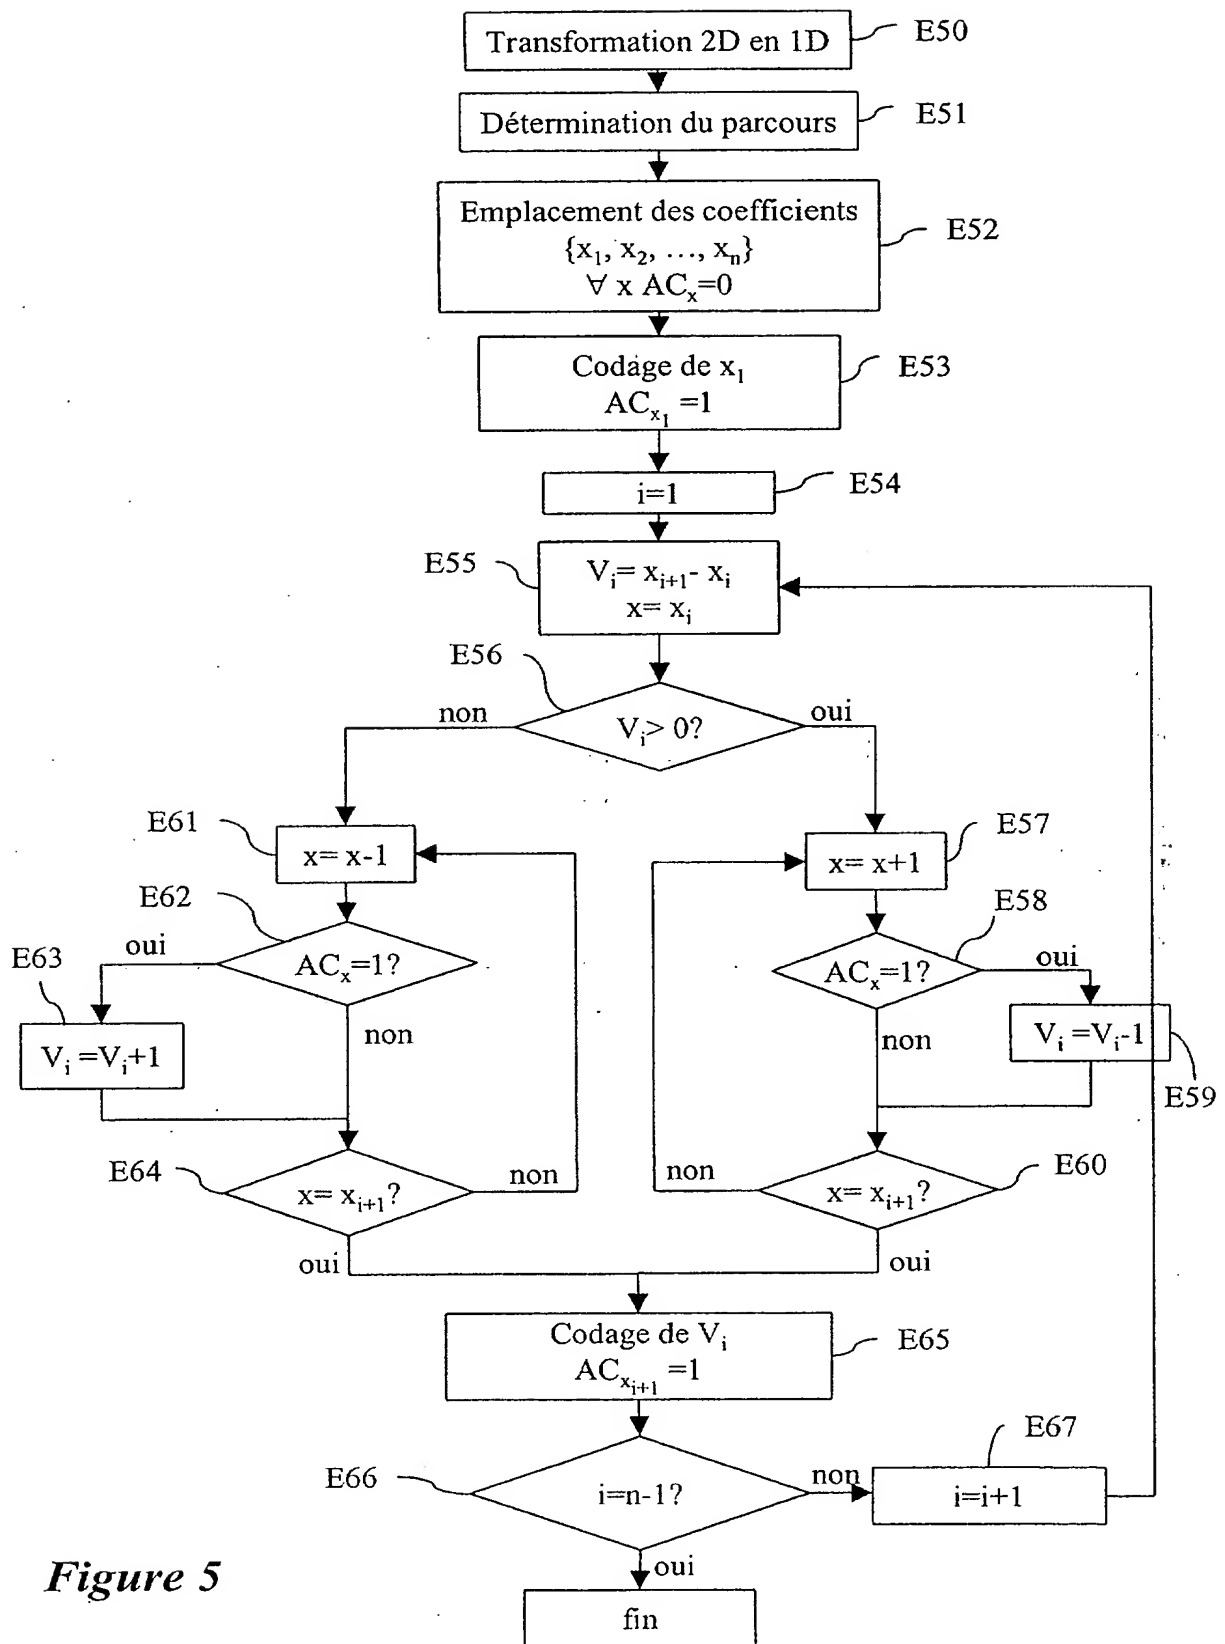 Transformation 2D en 1D
E50
Détermination du parcours
E51
Emplacement des coefficients
{x₁, x₂, ..., xₙ}
∀ x ACₓ=0
E52
Codage de x₁
ACₓ₁ =1
E53
i=1
E54
E55
Vᵢ= xᵢ₊₁- xᵢ
x= xᵢ
E56
non
Vᵢ> 0?
oui
E61
x= x-1
E57
x= x+1
E62
oui
ACₓ=1?
non
E58
ACₓ=1?
oui
non
E63
Vᵢ =Vᵢ+1
Vᵢ =Vᵢ-1
E59
E64
x= xᵢ₊₁?
non
oui
non
x= xᵢ₊₁?
E60
oui
Codage de Vᵢ
ACₓᵢ₊₁ =1
E65
E66
i=n-1?
non
E67
i=i+1
oui
fin
Figure 5